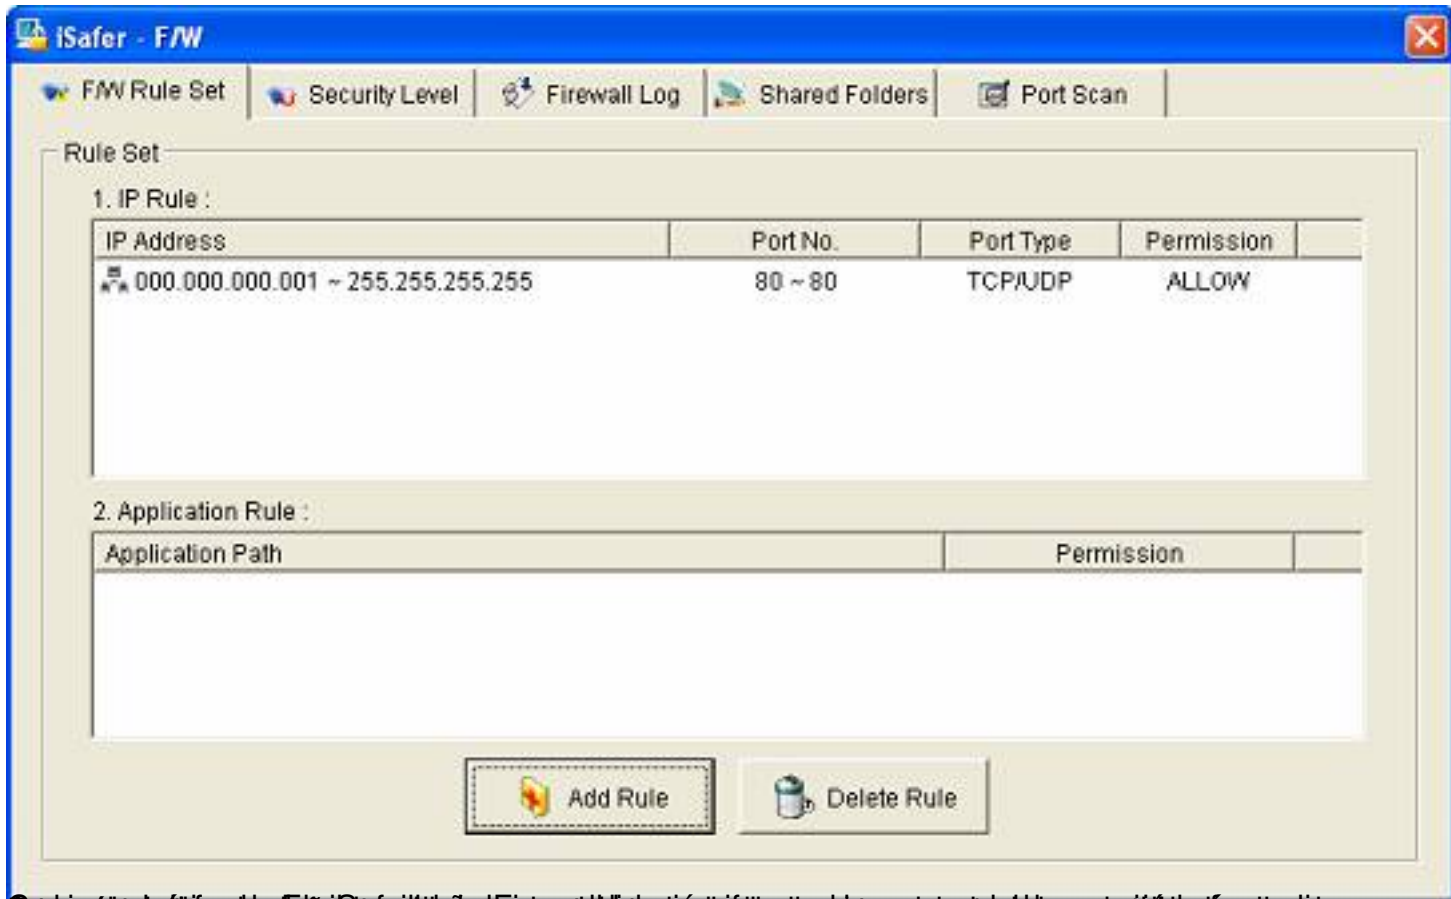 iSafer - F/W
F/W Rule Set Security Level Firewall Log Shared Folders Port Scan
Rule Set
1. IP Rule :
IP Address Port No. Port Type Permission
000.000.000.001 ~ 255.255.255.255 80 ~ 80 TCP/UDP ALLOW
2. Application Rule :
Application Path Permission
Add Rule Delete Rule